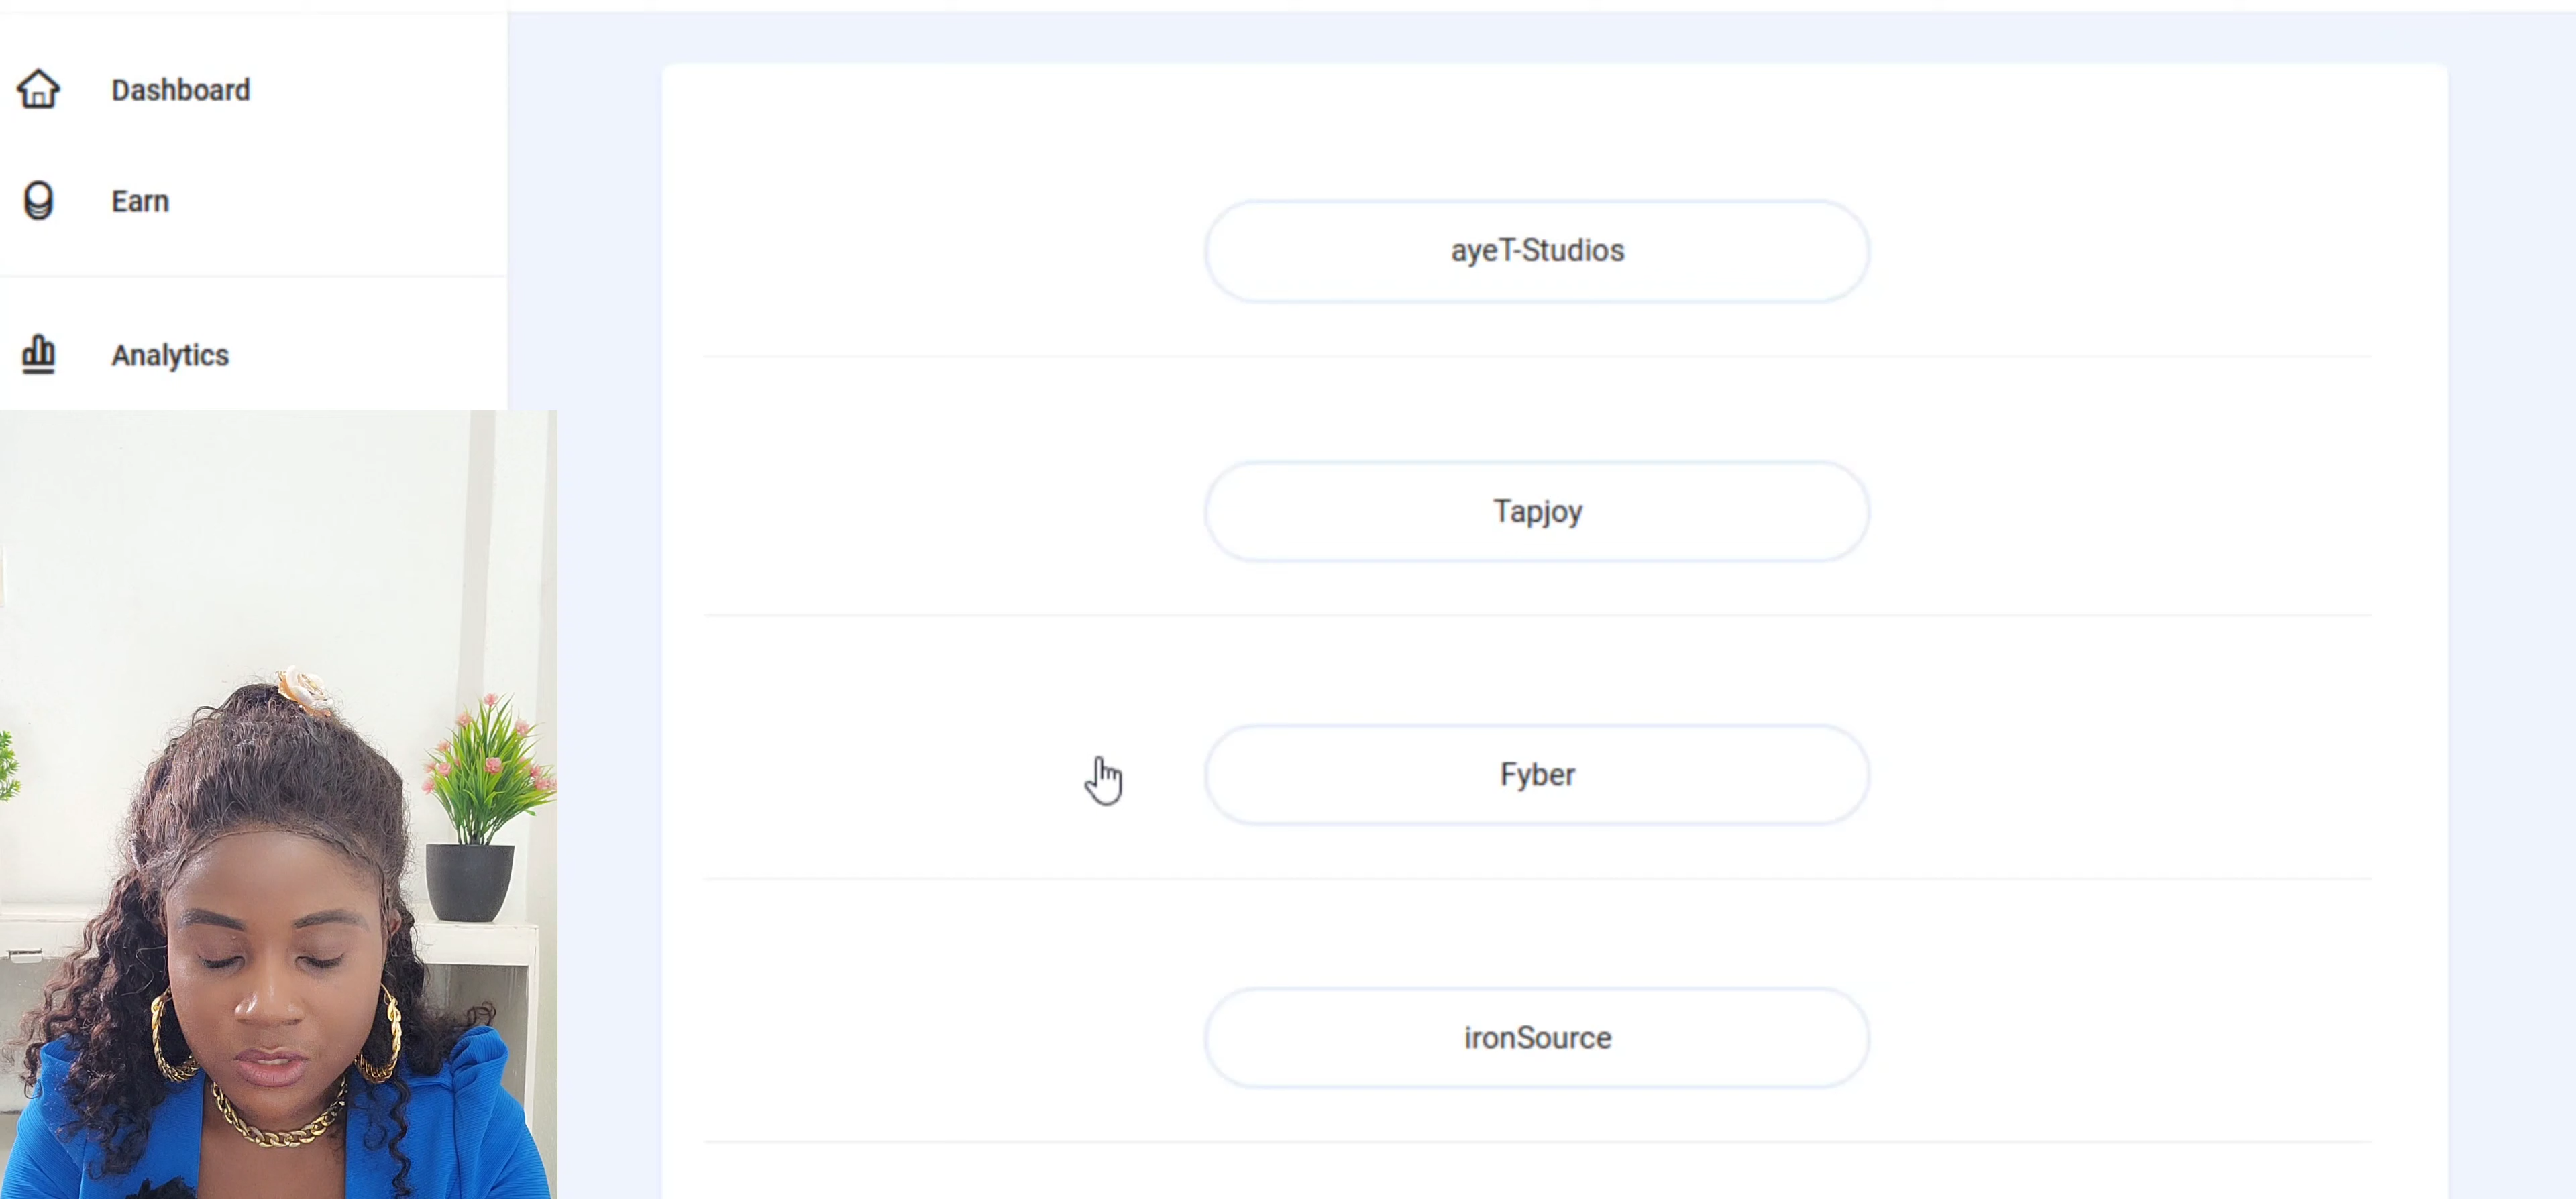 Dashboard
Earn
Analytics
ayeT-Studios
Tapjoy
Fyber
ironSource